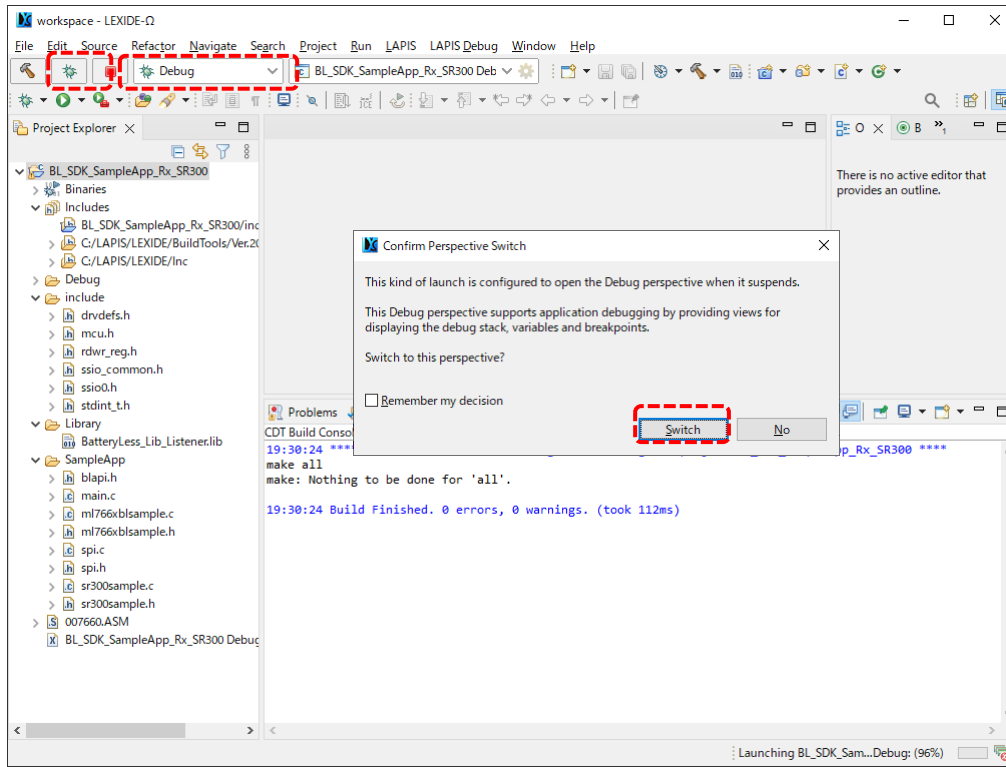 workspace - LEXIDE-Ω
File Edit Source Refactor Navigate Search Project Run LAPIS LAPIS Debug Window Help
Debug
BL_SDK_SampleApp_Rx_SR300 Deb
Project Explorer
O
B
»1
BL_SDK_SampleApp_Rx_SR300
Binaries
Includes
BL_SDK_SampleApp_Rx_SR300/inc
C:/LAPIS/LEXIDE/BuildTools/Ver.20
C:/LAPIS/LEXIDE/Inc
Debug
include
drvdefs.h
mcu.h
rdwr_reg.h
ssio_common.h
ssio0.h
stdint_t.h
Library
BatteryLess_Lib_Listener.lib
SampleApp
blapi.h
main.c
ml766xblsample.c
ml766xblsample.h
spi.c
spi.h
sr300sample.c
sr300sample.h
007660.ASM
BL_SDK_SampleApp_Rx_SR300 Debug
There is no active editor that
provides an outline.
Confirm Perspective Switch
This kind of launch is configured to open the Debug perspective when it suspends.
This Debug perspective supports application debugging by providing views for
displaying the debug stack, variables and breakpoints.
Switch to this perspective?
Remember my decision
Switch
No
Problems
CDT Build Consol
19:30:24 ****
pp_Rx_SR300 ****
make all
make: Nothing to be done for 'all'.
19:30:24 Build Finished. 0 errors, 0 warnings. (took 112ms)
Launching BL_SDK_Sam...Debug: (96%)